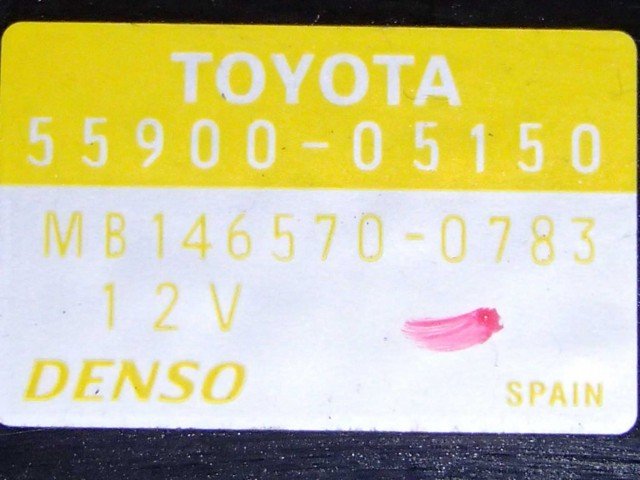 TOYOTA
55900-05150
MB146570-0783
12V
DENSO
SPAIN